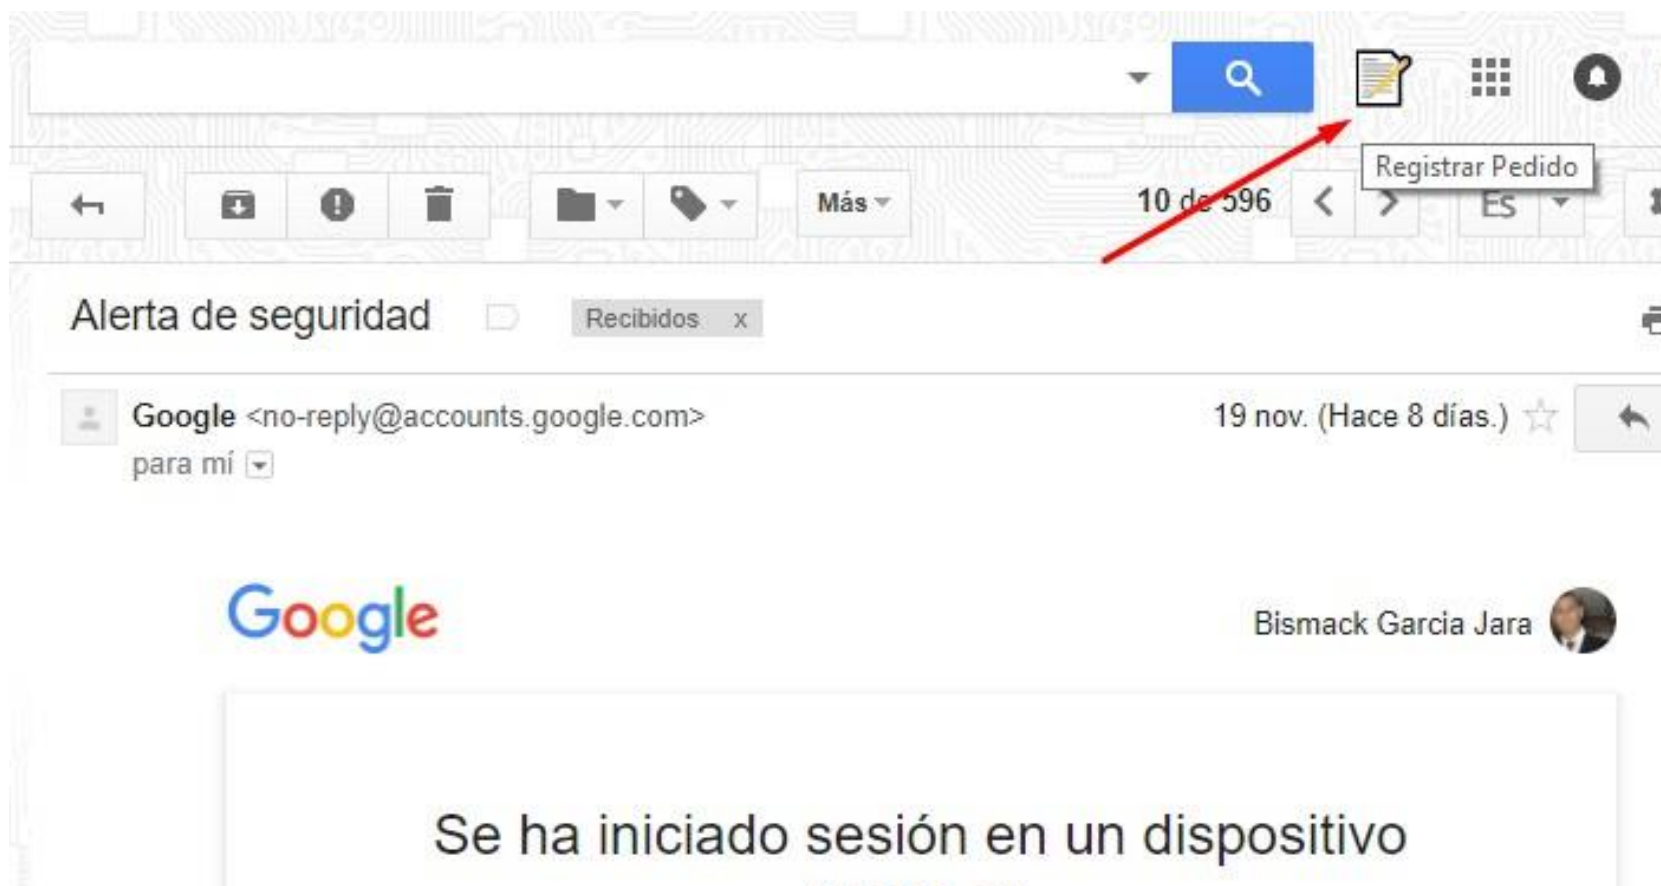 Registrar Pedido
Más
10 de 596
Es
Alerta de seguridad
Recibidos x
Google <no-reply@accounts.google.com>
19 nov. (Hace 8 días.)
para mí
Google
Bismack Garcia Jara
Se ha iniciado sesión en un dispositivo